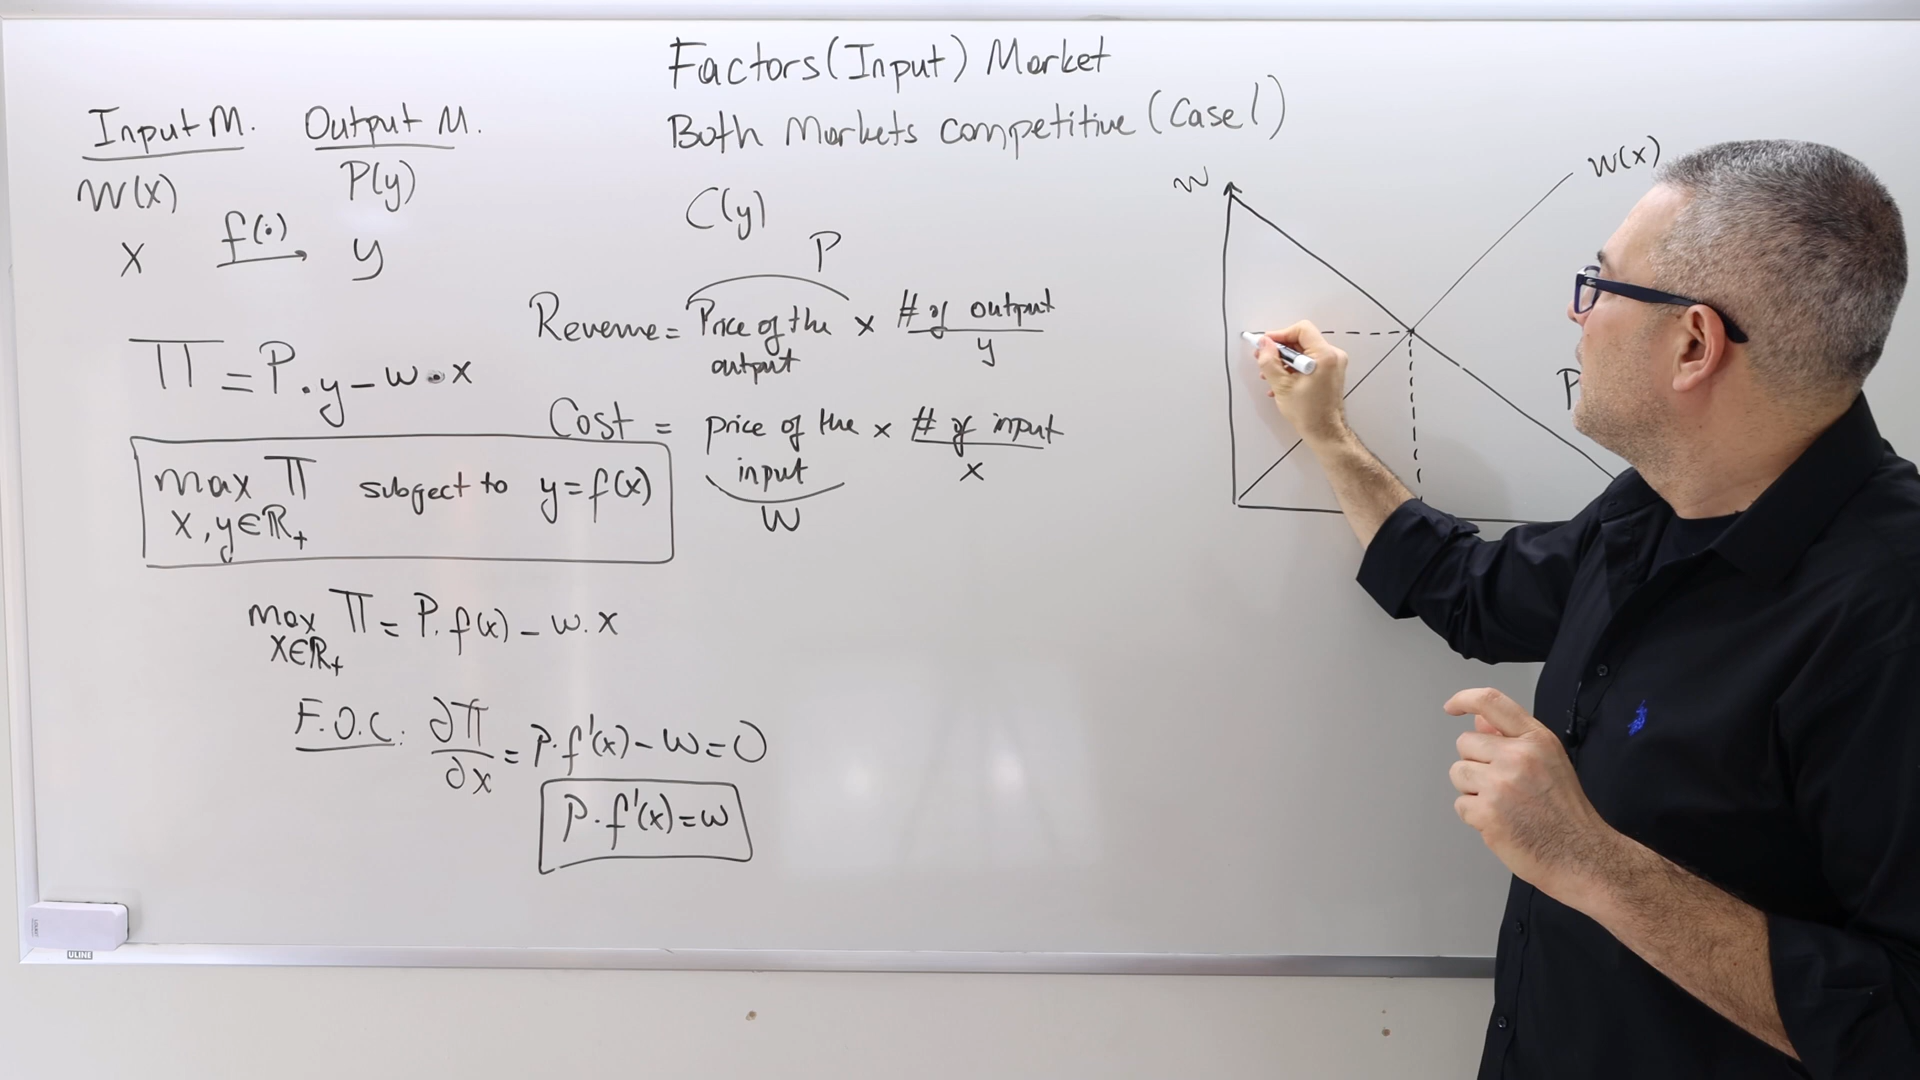 Factors (Input) Market
Both Markets competitive (Case 1)
Input M. Output M.
W(x) P(y)
x f(·) y
C(y)
P
Revenue = Price of the output × # of output
y
Π = P · y - w · x
Cost = price of the input × # of input
W x
max Π subject to y = f(x)
x, y ∈ ℝ+
max Π = P. f(x) - w. x
x ∈ ℝ+
F.O.C.: ∂Π/∂x = P. f'(x) - w = 0
P. f'(x) = w
W
W(x)
P
ULINE